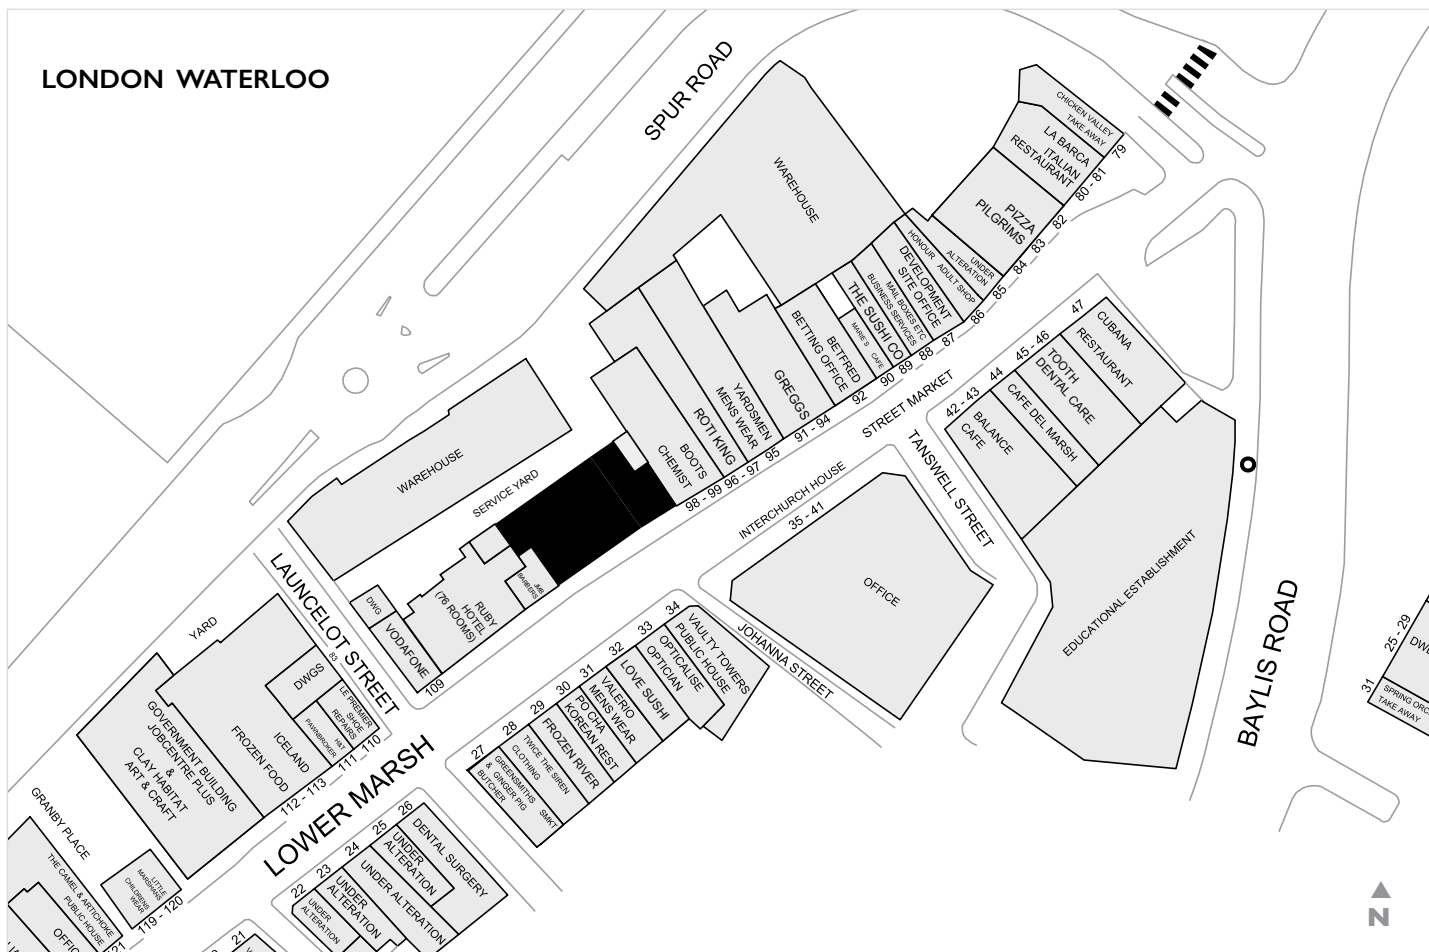 LONDON WATERLOO
SPUR ROAD
WAREHOUSE
CHICKEN VALLEY
TAKE AWAY
79
LA BARCA
ITALIAN
RESTAURANT
80 - 81
PIZZA
PILGRIMS
82
83
84
UNDER
ALTERATION
85
HONOUR ADULT SHOP
86
DEVELOPMENT
SITE OFFICE
87
MAIL BOXES ETC
BUSINESS SERVICES
88
THE SUSHI CO
89
MARIE'S CAFE
90
BETFRED
BETTING OFFICE
92
GREGGS
91 - 94
YARDSMEN
MENS WEAR
95
ROTI KING
96 - 97
BOOTS
CHEMIST
98 - 99
STREET MARKET
47
CUBANA
RESTAURANT
45 - 46
TOOTH
DENTAL CARE
44
CAFE DEL MARSH
42 - 43
BALANCE
CAFE
TANSWELL STREET
INTERCHURCH HOUSE
35 - 41
OFFICE
EDUCATIONAL ESTABLISHMENT
BAYLIS ROAD
25 - 29
31
SPRING ORC
TAKE AWAY
WAREHOUSE
SERVICE YARD
JMB
BARBERS
RUBY
HOTEL
(76 ROOMS)
DWG
VODAFONE
109
LAUNCELOT STREET
YARD
83
DWGS
LE PREMIER
SHOE
REPAIRS
110
H&T
PAWNBROKER
111
ICELAND
FROZEN FOOD
112 - 113
GOVERNMENT BUILDING
JOBCENTRE PLUS
&
CLAY HABITAT
ART & CRAFT
GRANBY PLACE
LITTLE
MARSHANS
CHILDRENS
WEAR
119 - 120
THE CAMEL & ARTICHOKE
PUBLIC HOUSE
121
LOWER MARSH
JOHANNA STREET
34
VAULTY TOWERS
PUBLIC HOUSE
33
OPTICALISE
OPTICIAN
32
LOVE SUSHI
31
VALERIO
MENS WEAR
30
PO CHA
KOREAN REST
29
FROZEN RIVER
28
TWICE THE SIREN
CLOTHING
27
GREENSMITHS SMKT
& GINGER PIG
BUTCHER
26
DENTAL SURGERY
25
UNDER
ALTERATION
24
UNDER ALTERATION
23
UNDER
ALTERATION
22
UNDER
ALTERATION
21
N